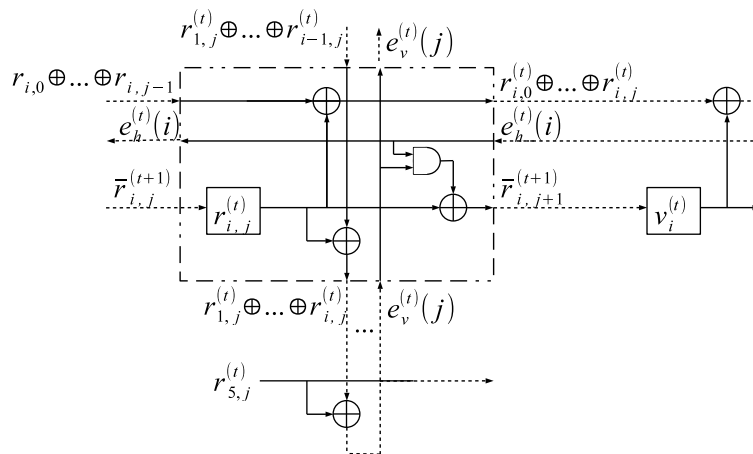 r_{1,j}^{(t)}⊕...⊕r_{i-1,j}^{(t)}
e_v^{(t)}(j)
r_{i,0}⊕...⊕r_{i,j-1}
r_{i,0}^{(t)}⊕...⊕r_{i,j}^{(t)}
e_h^{(t)}(i)
e_h^{(t)}(i)
r̅_{i,j}^{(t+1)}
r_{i,j}^{(t)}
r̅_{i,j+1}^{(t+1)}
v_i^{(t)}
r_{1,j}^{(t)}⊕...⊕r_{i,j}^{(t)}
e_v^{(t)}(j)
...
r_{5,j}^{(t)}